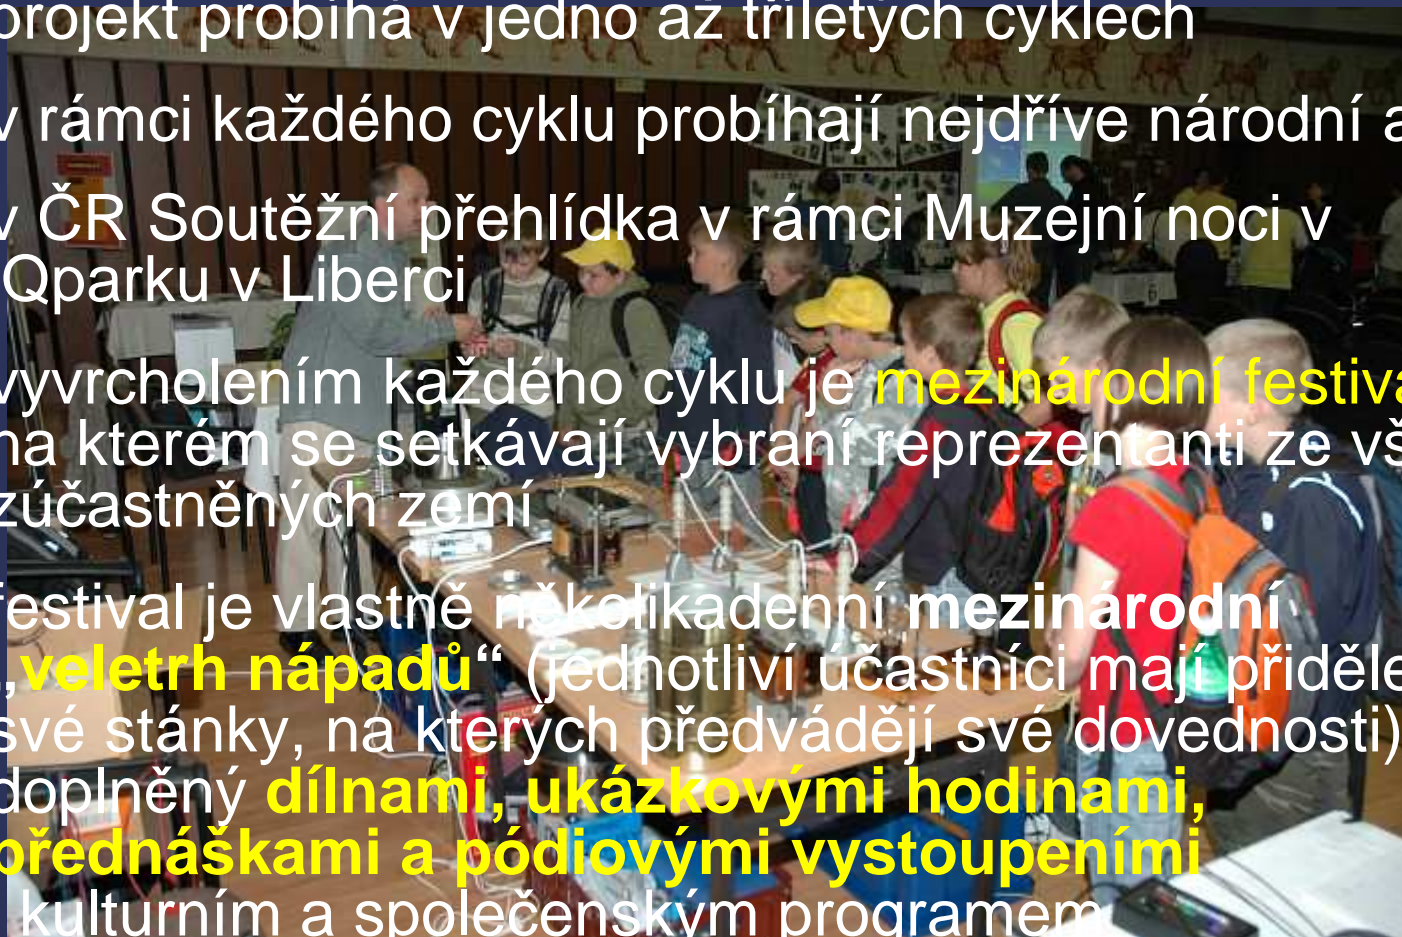 projekt probíhá v jedno až tříletých cyklech
v rámci každého cyklu probíhají nejdříve národní a
v ČR Soutěžní přehlídka v rámci Muzejní noci v
Qparku v Liberci
vyvrcholením každého cyklu je mezinárodní festiva
na kterém se setkávají vybraní reprezentanti ze vš
zúčastněných zemí
festival je vlastně několikadenní mezinárodní
„veletrh nápadů“ (jednotliví účastníci mají přiděle
své stánky, na kterých předvádějí své dovednosti)
doplněný dílnami, ukázkovými hodinami,
přednáškami a pódiovými vystoupeními
kulturním a společenským programem